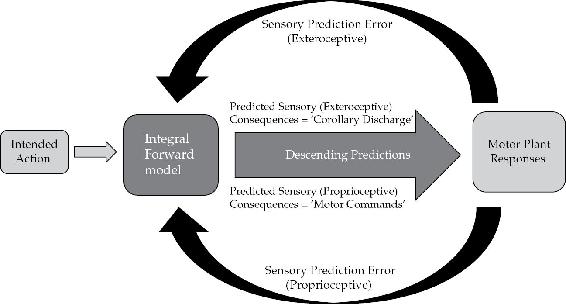 Sensory Prediction Error
(Exteroceptive)
Predicted Sensory (Exteroceptive)
Consequences = 'Corollary Discharge'
Intended
Action
Integral
Forward
model
Descending Predictions
Motor Plant
Responses
Predicted Sensory (Proprioceptive)
Consequences = 'Motor Commands'
Sensory Prediction Error
(Proprioceptive)